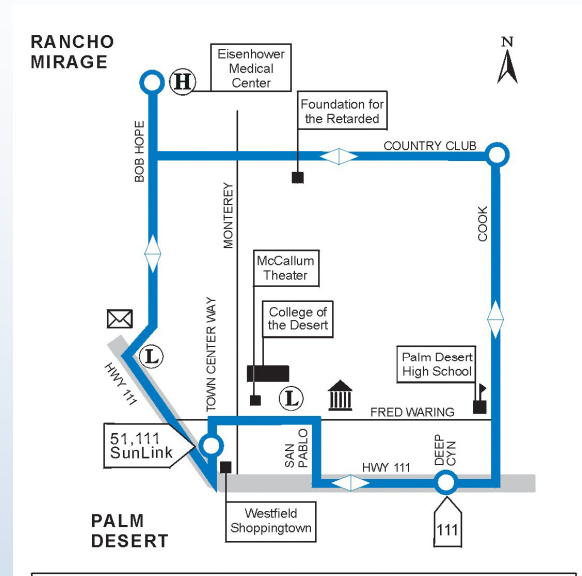 RANCHO
MIRAGE
Eisenhower
Medical
Center
N
H
Foundation for
the Retarded
BOB HOPE
COUNTRY CLUB
MONTEREY
COOK
McCallum
Theater
College of
the Desert
TOWN CENTER WAY
L
HWY 111
Palm Desert
High School
L
FRED WARING
51,111
SunLink
SAN
PABLO
DEEP
CYN
HWY 111
Westfield
Shoppingtown
111
PALM
DESERT